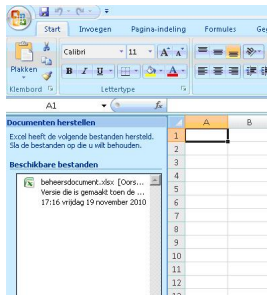 Start Invoegen Pagina-indeling Formules
Calibri 11 A A
Plakken
B I U A
Klembord Lettertype
A1 fx
Documenten herstellen
Excel heeft de volgende bestanden hersteld.
Sla de bestanden op die u wilt behouden.
Beschikbare bestanden
beheersdocument.xlsx [Oors...
Versie die is gemaakt toen de ...
17:16 vrijdag 19 november 2010
A B
1
2
3
4
5
6
7
8
9
10
11
12